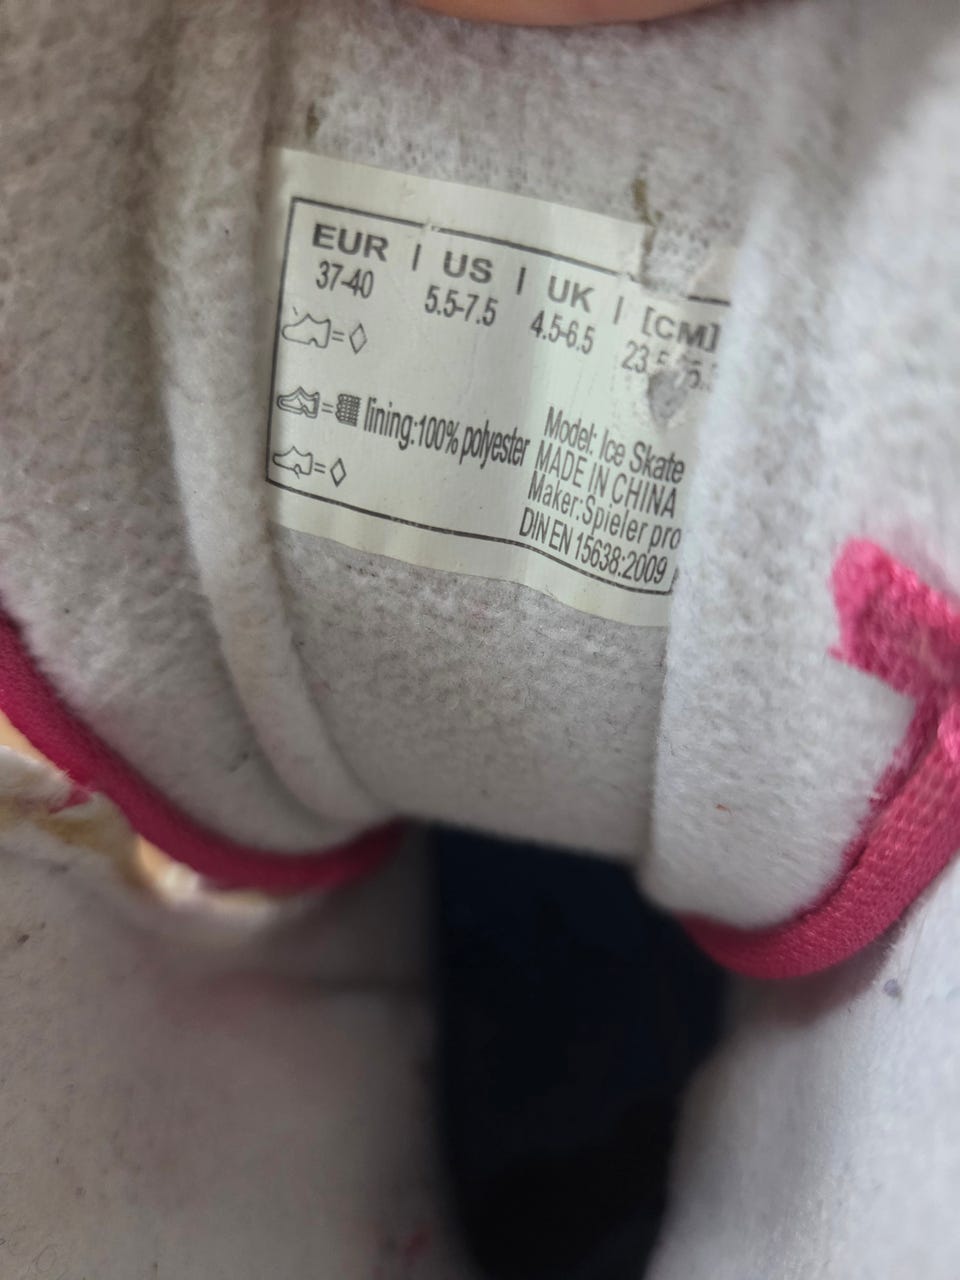 EUR | US | UK | [CM]
37-40 5.5-7.5 4.5-6.5
lining:100% polyester
Model: Ice Skate
MADE IN CHINA
Maker:Spieler pro
DIN EN 15638:2009